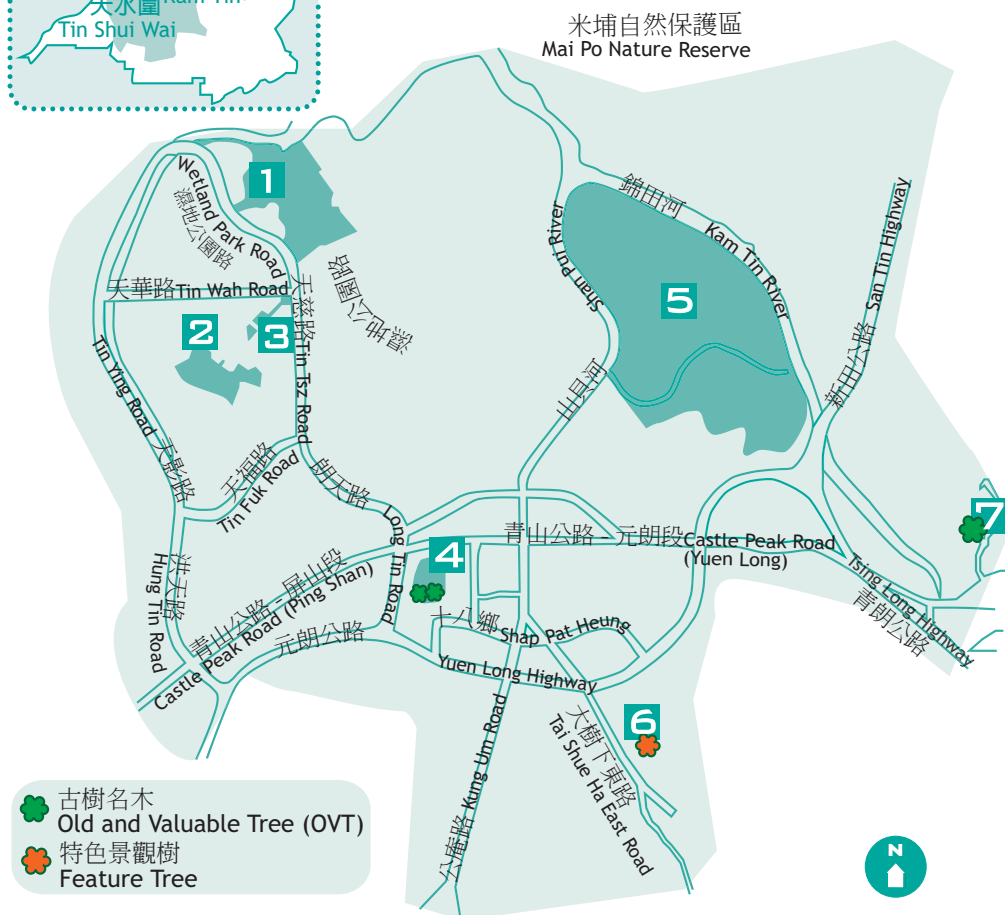 天水圍
Tin Shui Wai
Kam Tin
米埔自然保護區
Mai Po Nature Reserve
1
Wetland Park Road
濕地公園路
濕地公園路
天華路 Tin Wah Road
2
3
天慈路 Tin Tsz Road
Tin Ying Road 天影路
天福路
Tin Fuk Road
朗天路
Long Tin Road
洪天路
Hung Tin Road
錦田河
Kam Tin River
Shan Pui River
山背河
5
新田公路 San Tin Highway
7
青山公路 – 元朗段 Castle Peak Road
(Yuen Long)
4
青山公路 – 屏山段
Castle Peak Road (Ping Shan)
Tsing Long Highway
青朗公路
十八鄉 Shap Pat Heung
元朗公路
Yuen Long Highway
6
大樹下東路
Tai Shue Ha East Road
公庵路 Kung Um Road
古樹名木
Old and Valuable Tree (OVT)
特色景觀樹
Feature Tree
N